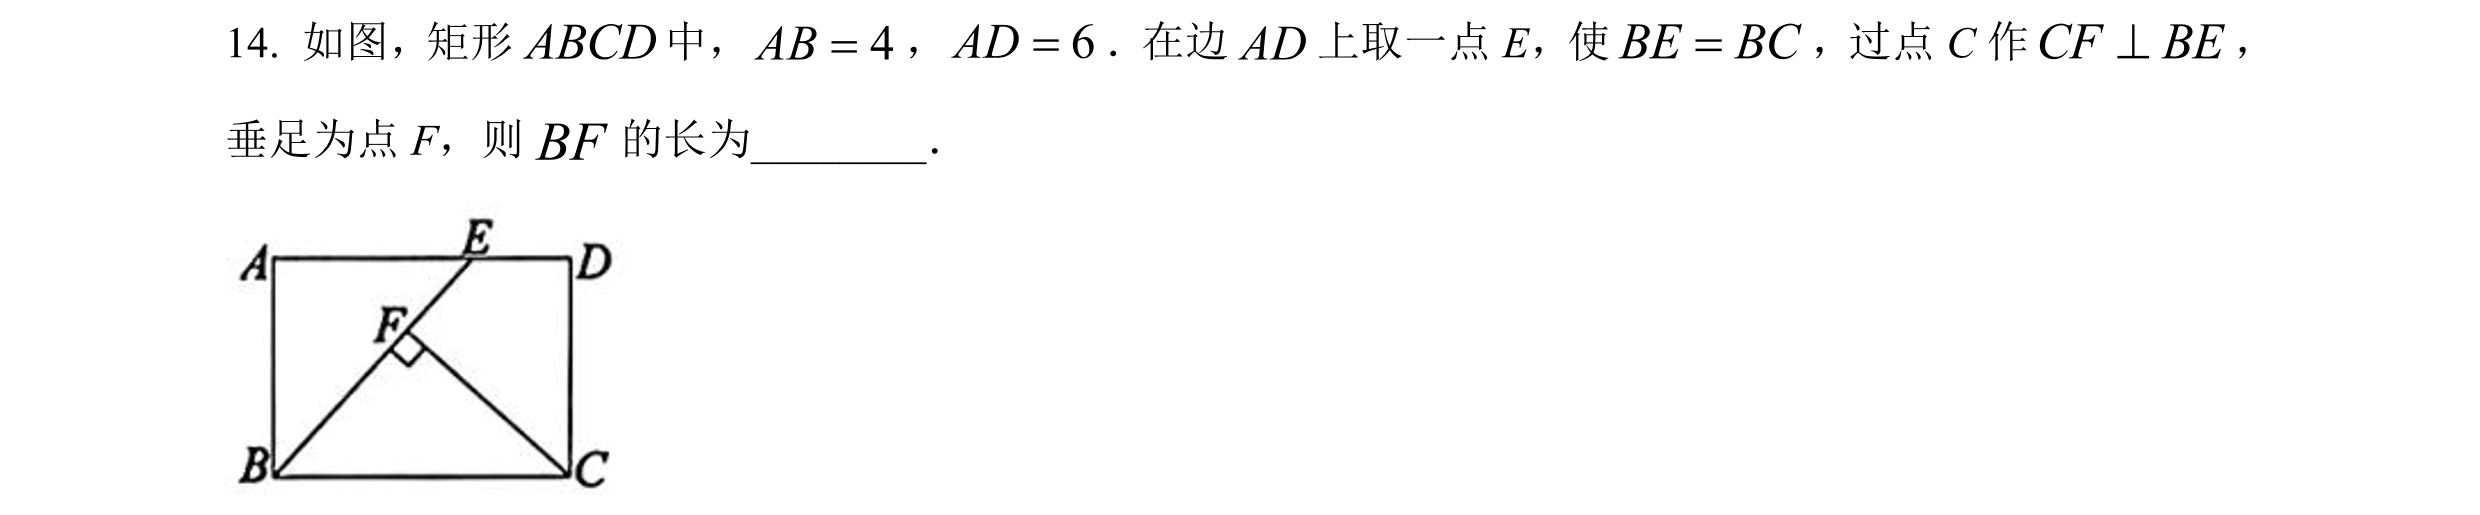 14. 如图，矩形 ABCD 中，AB = 4，AD = 6．在边 AD 上取一点 E，使 BE = BC，过点 C 作 CF ⊥ BE，
垂足为点 F，则 BF 的长为________．
E
A
D
F
B
C